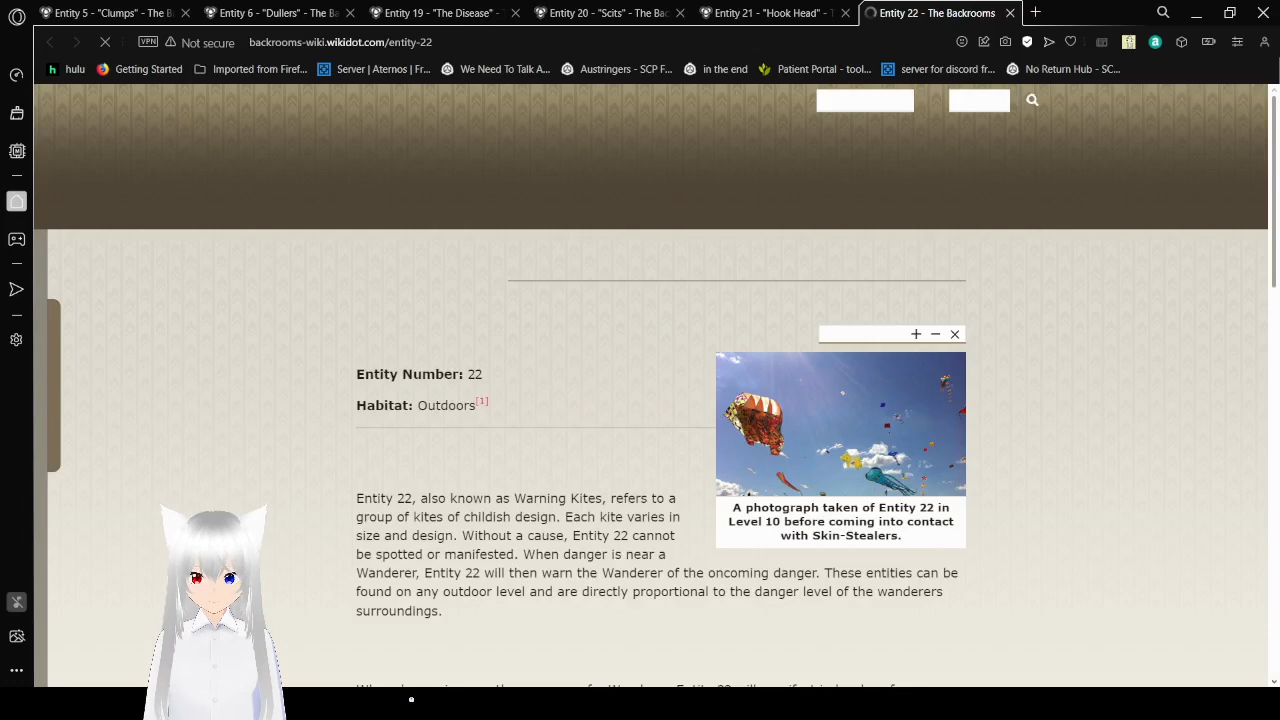 Entity 5 - "Clumps" - The B
Entity 6 - "Dullers" - The Ba
Entity 19 - "The Disease" - T
Entity 20 - "Scits" - The Bac
Entity 21 - "Hook Head" - T
Entity 22 - The Backrooms
VPN
Not secure
backrooms-wiki.wikidot.com/entity-22
hulu
Getting Started
Imported from Firef...
Server | Aternos | Fr...
We Need To Talk A...
Austringers - SCP F...
in the end
Patient Portal - tool...
server for discord fr...
No Return Hub - SC...
Entity Number: 22
Habitat: Outdoors[1]
A photograph taken of Entity 22 in
Level 10 before coming into contact
with Skin-Stealers.
Entity 22, also known as Warning Kites, refers to a
group of kites of childish design. Each kite varies in
size and design. Without a cause, Entity 22 cannot
be spotted or manifested. When danger is near a
Wanderer, Entity 22 will then warn the Wanderer of the oncoming danger. These entities can be
found on any outdoor level and are directly proportional to the danger level of the wanderers
surroundings.